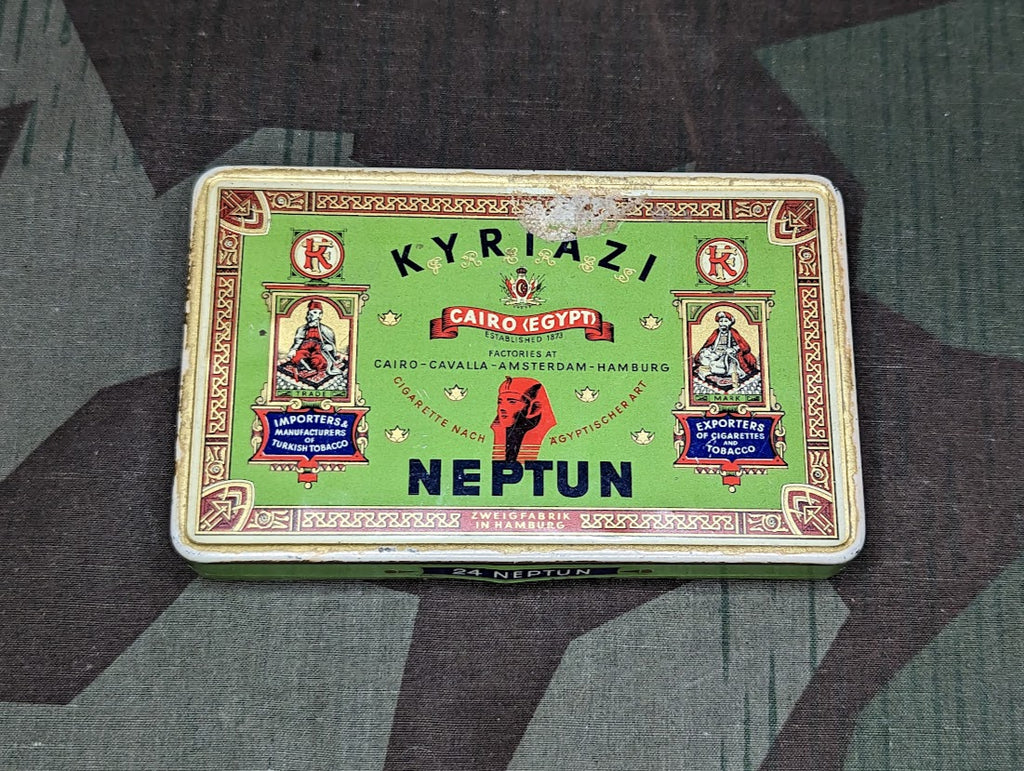 KYRIAZI
FRÈRES
K
K
CAIRO (EGYPT)
ESTABLISHED 1873
FACTORIES AT
CAIRO-CAVALLA-AMSTERDAM-HAMBURG
TRADE
MARK
CIGARETTE NACH ÄGYPTISCHER ART
IMPORTERS &
MANUFACTURERS
OF
TURKISH TOBACCO
EXPORTERS
OF CIGARETTES
AND
TOBACCO
NEPTUN
ZWEIGFABRIK
IN HAMBURG
24 NEPTUN